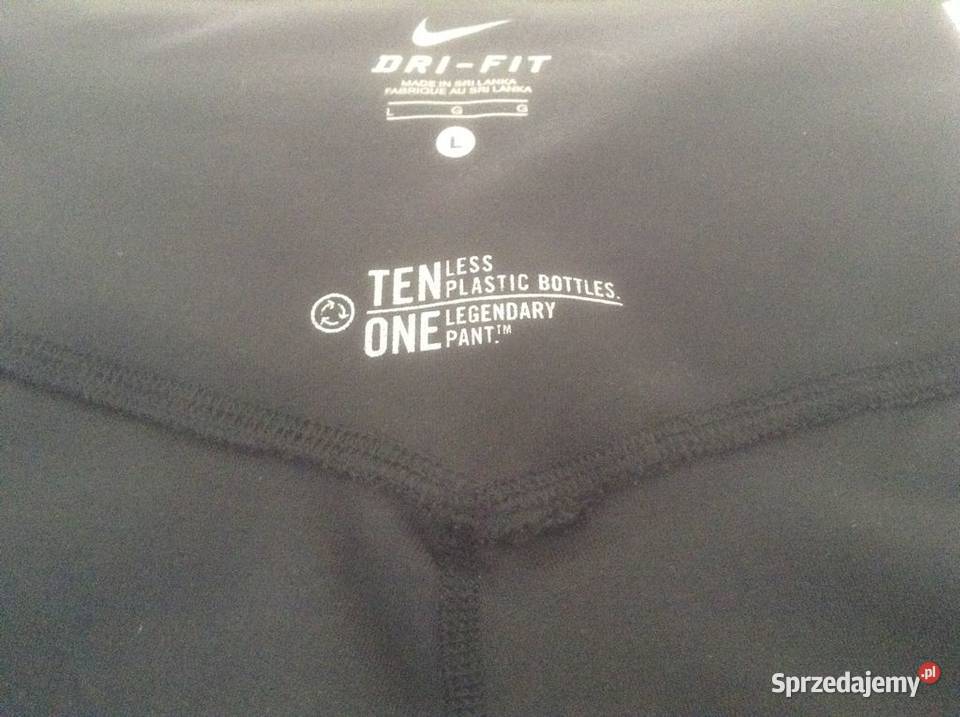 DRI-FIT
MADE IN SRI LANKA
FABRIQUE AU SRI LANKA
L G G
L
TEN LESS
PLASTIC BOTTLES.
ONE LEGENDARY
PANT.™
Sprzedajemy.pl